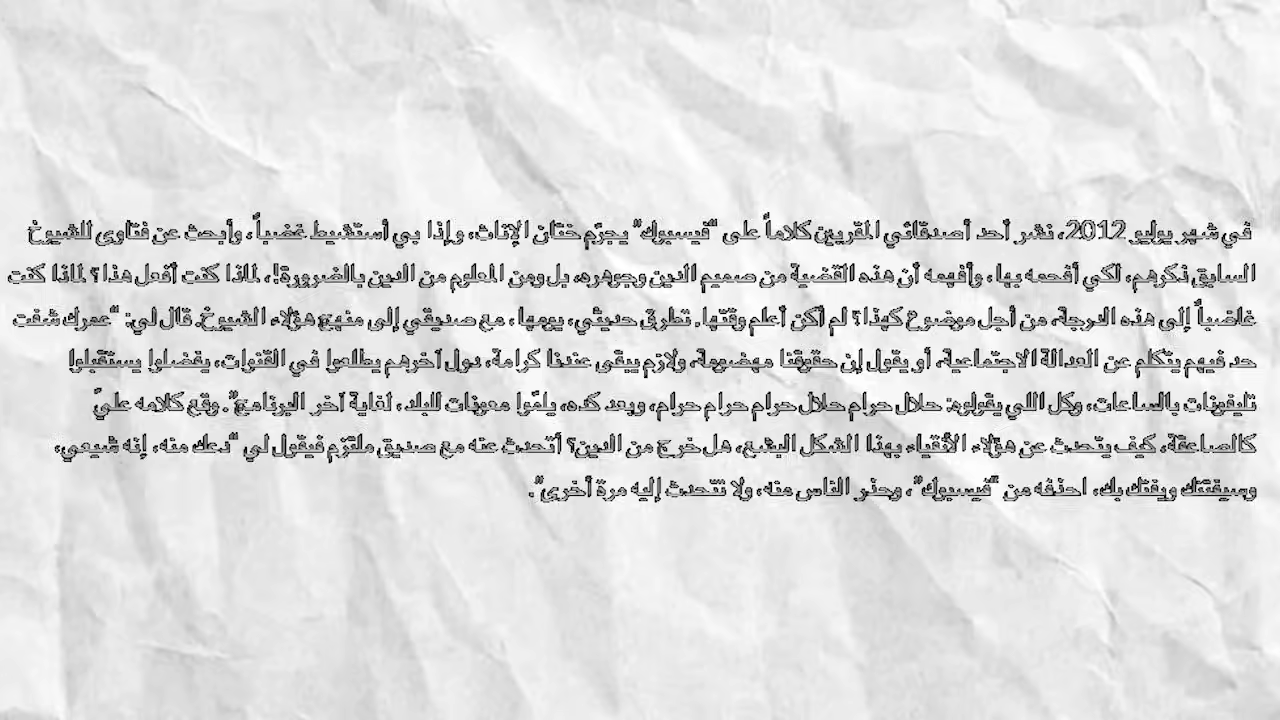 في شهر يوليو 2012، نشر أحد أصدقائي المقربين كلاماً على “فيسبوك” يجرّم ختان الإناث، وإذا بي أستشيط غضباً، وأبحث عن فتاوى للشيوخ
السابق ذكرهم، لكي أقحمه بها، وأفهمه أن هذه القضية من صميم الدين وجوهره، بل ومن المعلوم من الدين بالضرورة!، لماذا كنت أفعل هذا؟ لماذا كنت
غاضباً إلى هذه الدرجة، من أجل موضوع كهذا؟ لم أكن أعلم وقتها. تطرق حديثي، يومها، مع صديقي إلى منهج هؤلاء الشيوخ. قال لي: “عمرك شفت
حد فيهم يتكلم عن العدالة الاجتماعية، أو يقول إن حقوقنا مهضومة، ولازم يبقى عندنا كرامة، دول آخرهم يطلعوا في القنوات، يفضلوا يستقبلوا
تليفونات بالساعات، وكل اللي يقولوه: حلال حرام حلال حرام حرام حرام، وبعد كده، يلمّوا معونات للبلد، لغاية آخر البرنامج”. وقع كلامه عليّ
كالصاعقة، كيف يتحدث عن هؤلاء الأتقياء بهذا الشكل البشع، هل خرج من الدين؟ أتحدث عنه مع صديق ملتزم فيقول لي “دعك منه، إنه شيعي،
وسيفتنك ويفتك بك، احذفه من “فيسبوك”، وحذر الناس منه، ولا تتحدث إليه مرة أخرى”.